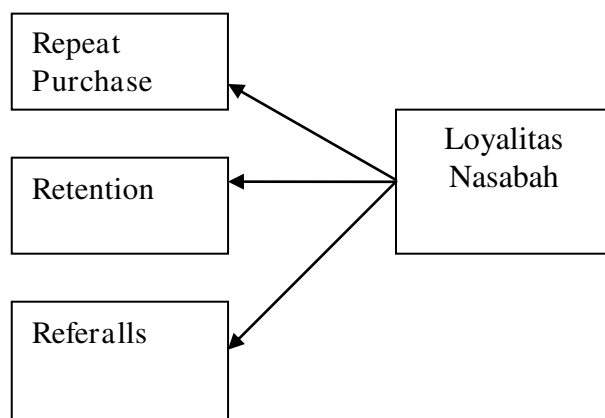 Repeat
Purchase
Loyalitas
Nasabah
Retention
Referalls